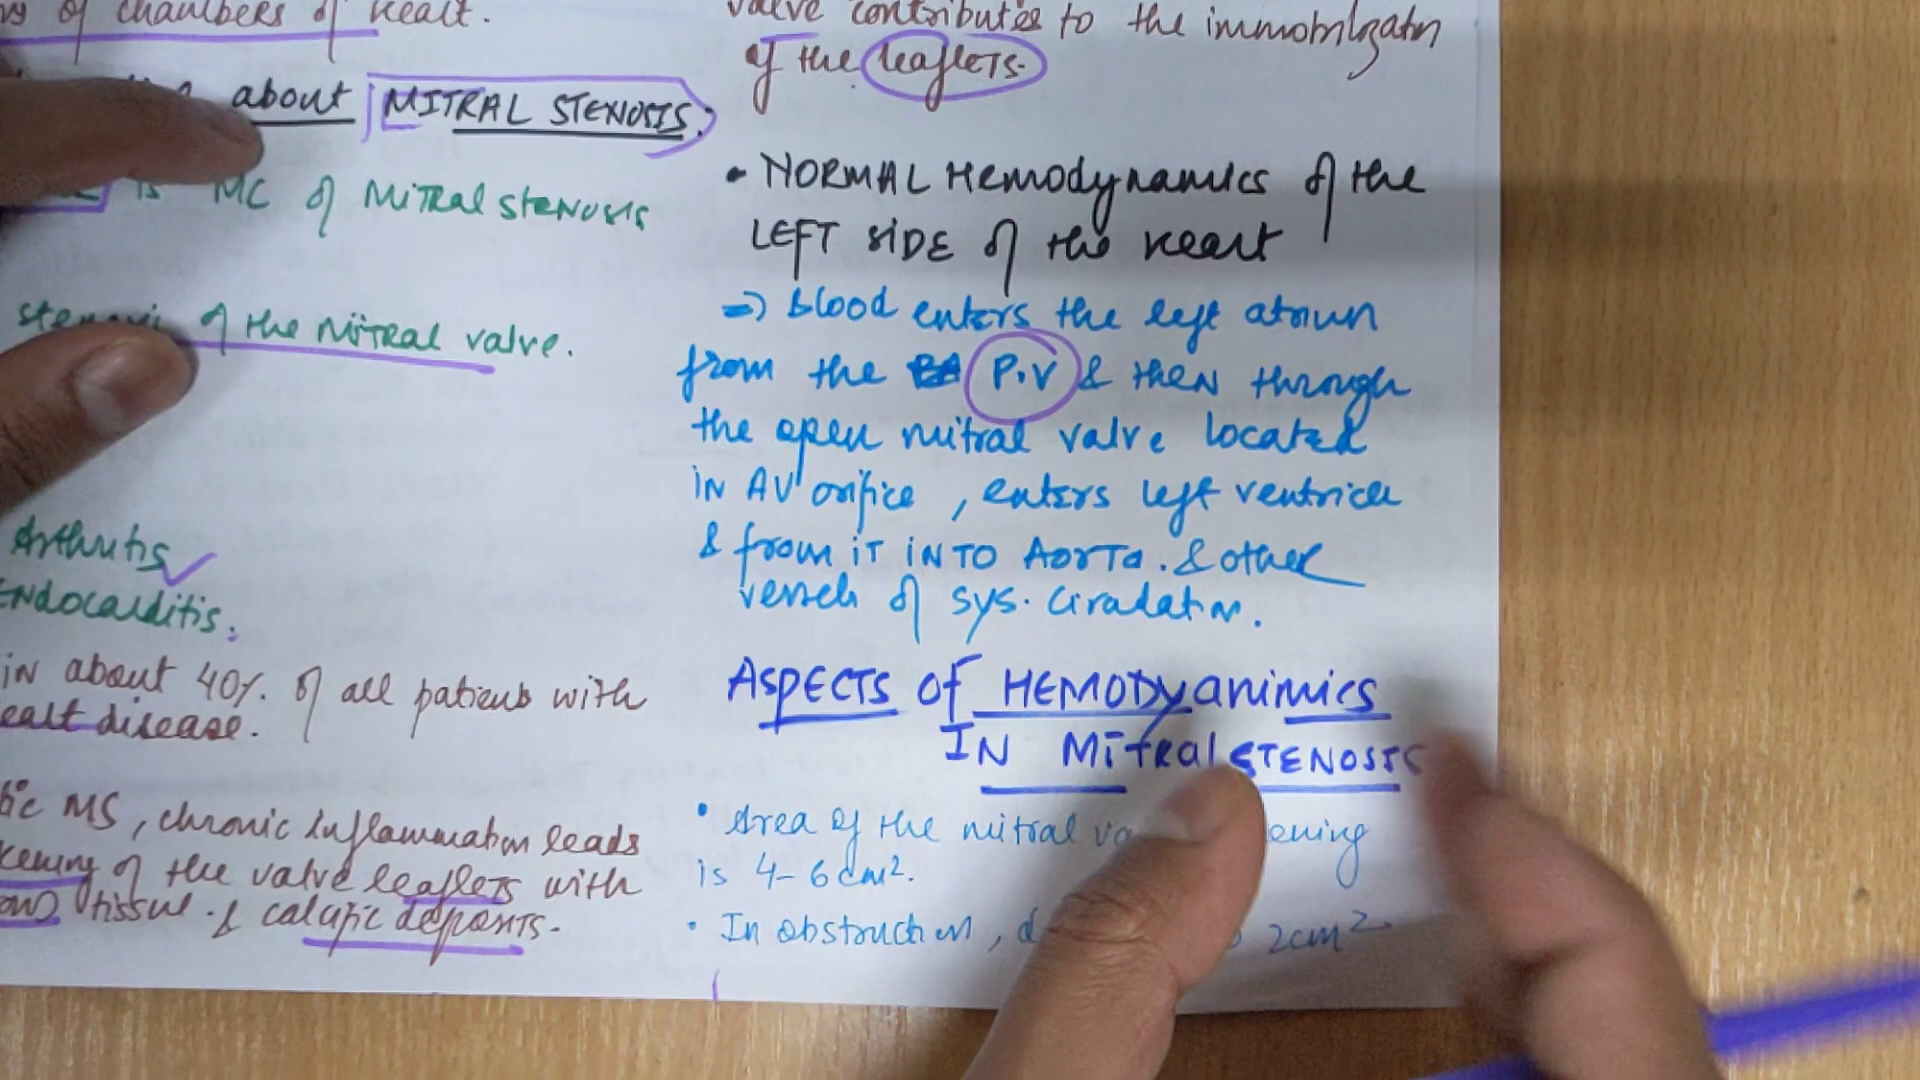 of chambers of heart.
about MITRAL STENOSIS:
is MC of Mitral stenosis
stenosis of the mitral valve.
Arthritis
Endocarditis.
in about 40% of all patients with
disease.
MS, chronic inflammation leads
of the valve leaflets with
tissue & calcific deposits.
valve contributes to the immobilization
of the leaflets.
• NORMAL Hemodynamics of the
LEFT SIDE of the heart
=> Blood enters the left atrium
from the P.V & then through
the open mitral valve located
in AV orifice, enters left ventricle
& from it INTO Aorta. & other
vessels of sys. Circulation.
ASPECTS of HEMODYanimics
IN Mitral STENOSIS
• Area of the mitral
is 4-6 cm².
• In obstruction, 2cm²